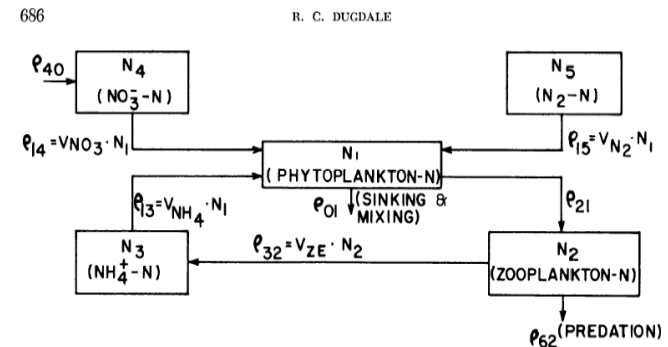 686
R. C. DUGDALE
ρ40
N4
(NO3⁻-N)
N5
(N2-N)
ρ14=VNO3·N1
ρ15=VN2·N1
N1
(PHYTOPLANKTON-N)
ρ13=VNH4·N1
ρ01
(SINKING &
MIXING)
ρ21
N3
(NH4⁺-N)
ρ32=VZE·N2
N2
(ZOOPLANKTON-N)
ρ62(PREDATION)